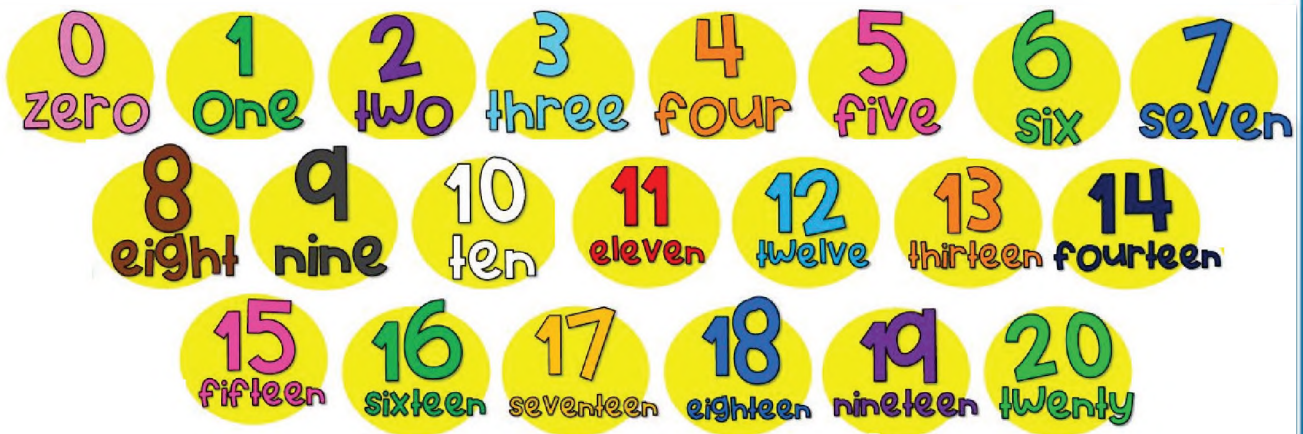 0 1 2 3 4 5 6 7
zero one two three four five six seven
8 9 10 11 12 13 14
eight nine ten eleven twelve thirteen fourteen
15 16 17 18 19 20
fifteen sixteen seventeen eighteen nineteen twenty